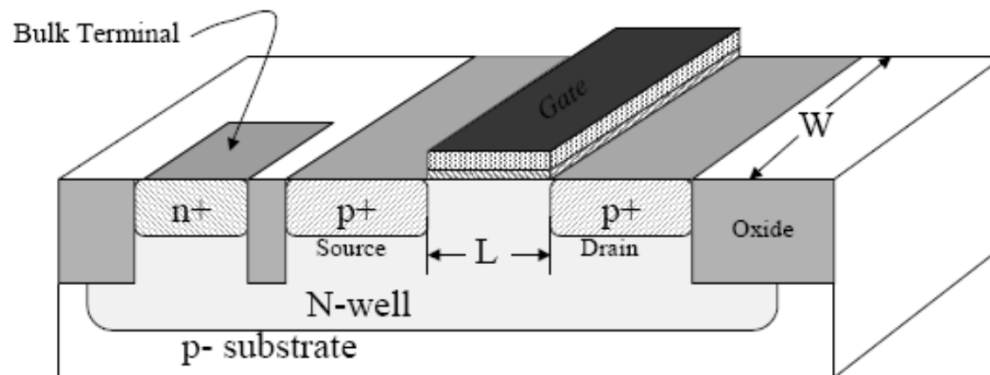 Bulk Terminal
Gate
W
n+
p+
p+
Oxide
Source
L
Drain
N-well
p- substrate